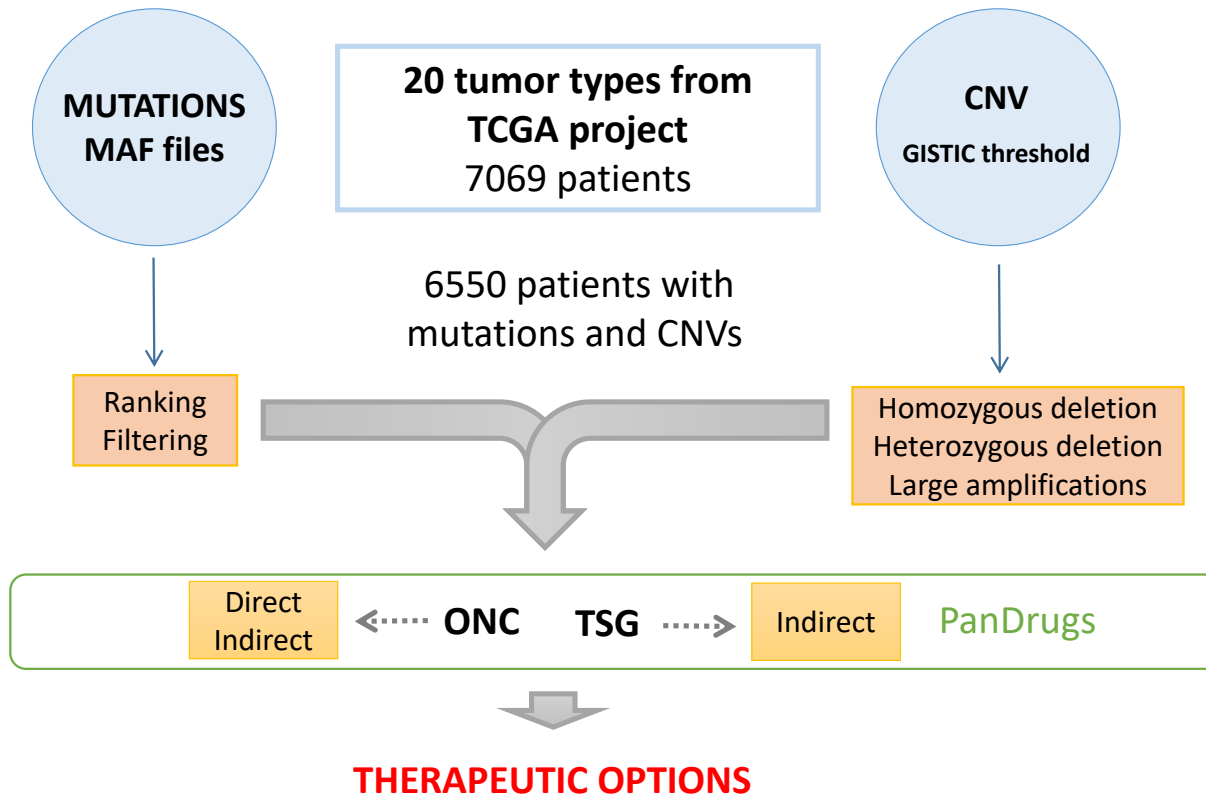 MUTATIONS
MAF files
20 tumor types from
TCGA project
7069 patients
CNV
GISTIC threshold
6550 patients with
mutations and CNVs
Ranking
Filtering
Homozygous deletion
Heterozygous deletion
Large amplifications
Direct
Indirect
ONC
TSG
Indirect
PanDrugs
THERAPEUTIC OPTIONS